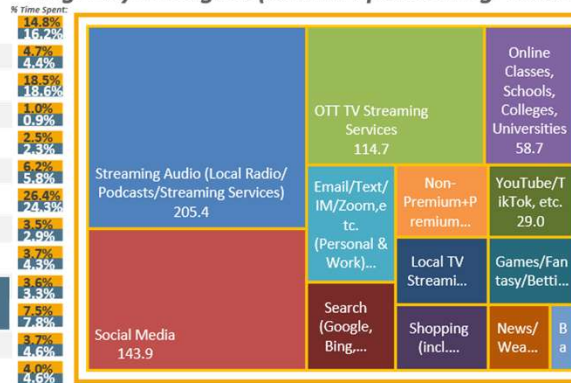 % Time Spent:
14.8%
16.2%
4.7%
4.4%
18.5%
18.6%
1.0%
0.9%
2.5%
2.3%
6.2%
5.8%
26.4%
24.3%
3.5%
2.9%
3.7%
4.3%
3.6%
3.3%
7.5%
7.8%
3.7%
4.6%
4.0%
4.6%
Streaming Audio (Local Radio/
Podcasts/Streaming Services)
205.4
Social Media
143.9
OTT TV Streaming
Services
114.7
Online
Classes,
Schools,
Colleges,
Universities
58.7
Email/Text/
IM/Zoom,e
tc.
(Personal &
Work)...
Non-
Premium+P
remium...
YouTube/T
ikTok, etc.
29.0
Local TV
Streami...
Games/Fan
tasy/Betti...
Search
(Google,
Bing,...
Shopping
(incl....
News/
Wea...
B
a